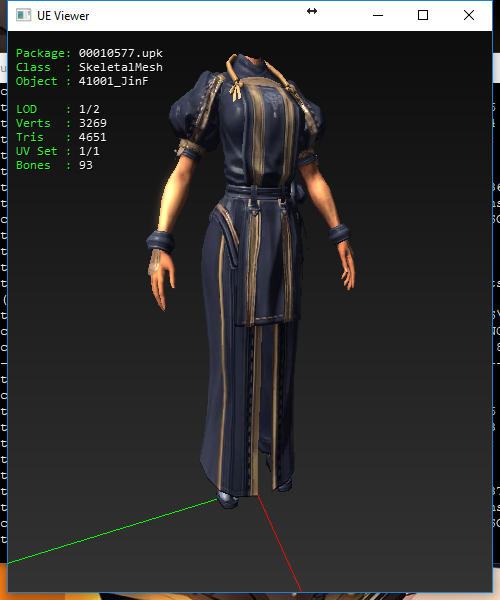 UE Viewer
Package: 00010577.upk
Class : SkeletalMesh
Object : 41001_JinF
LOD : 1/2
Verts : 3269
Tris : 4651
UV Set : 1/1
Bones : 93